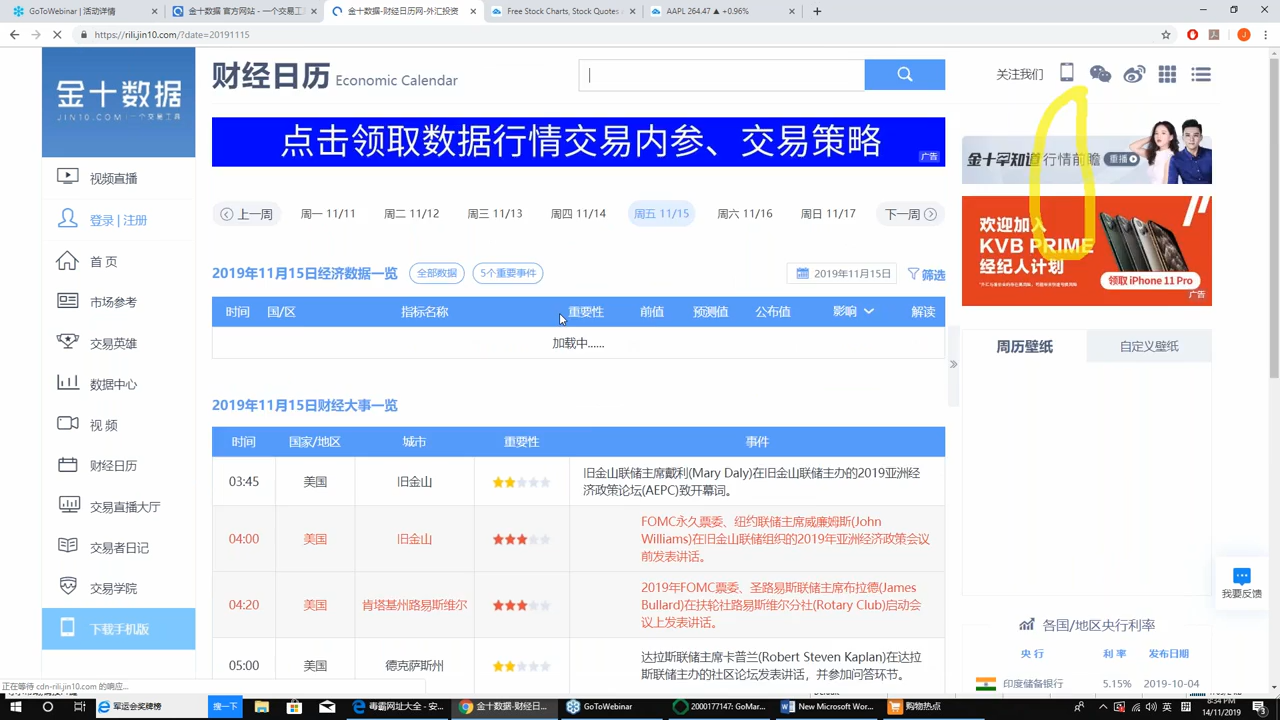 GoToWebinar - 活动详情
金十数据 官方网站 - 一个交易工
金十数据-财经日历网-外汇投资
Free Stock Charts, Stock Quotes
AAPL 264.47 ▲ +0.96%
https://rili.jin10.com/?date=20191115
金十数据
JIN10.COM 一个交易工具
视频直播
登录 | 注册
首 页
市场参考
交易英雄
数据中心
视 频
财经日历
交易直播大厅
交易者日记
交易学院
下载手机版
财经日历 Economic Calendar
关注我们
点击领取数据行情交易内参、交易策略
广告
上一周
周一 11/11
周二 11/12
周三 11/13
周四 11/14
周五 11/15
周六 11/16
周日 11/17
下一周
2019年11月15日经济数据一览
全部数据
5个重要事件
2019年11月15日
筛选
时间 国/区 指标名称 重要性 前值 预测值 公布值 影响 解读
加载中......
2019年11月15日财经大事一览
时间 国家/地区 城市 重要性 事件
03:45 美国 旧金山 旧金山联储主席戴利(Mary Daly)在旧金山联储主办的2019亚洲经
济政策论坛(AEPC)致开幕词。
04:00 美国 旧金山 FOMC永久票委、纽约联储主席威廉姆斯(John
Williams)在旧金山联储组织的2019年亚洲经济政策会议
前发表讲话。
04:20 美国 肯塔基州路易斯维尔 2019年FOMC票委、圣路易斯联储主席布拉德(James
Bullard)在扶轮社路易斯维尔分社(Rotary Club)启动会
议上发表讲话。
05:00 美国 德克萨斯州 达拉斯联储主席卡普兰(Robert Steven Kaplan)在达拉
斯联储主办的社区论坛发表讲话，并参加问答环节。
金十早知道 行情前瞻 重播
欢迎加入
KVB PRIME
经纪人计划
领取 iPhone 11 Pro
广告
周历壁纸
自定义壁纸
我要反馈
各国/地区央行利率
央 行 利 率 发布日期
印度储备银行 5.15% 2019-10-04
正在等待 cdn-rili.jin10.com 的响应...
军运会奖牌榜
搜一下
毒霸网址大全 - 安...
金十数据-财经日历...
GoToWebinar
2000177147: GoMar...
New Microsoft Wor...
购物热点
英
拼
8:34 PM
14/11/2019